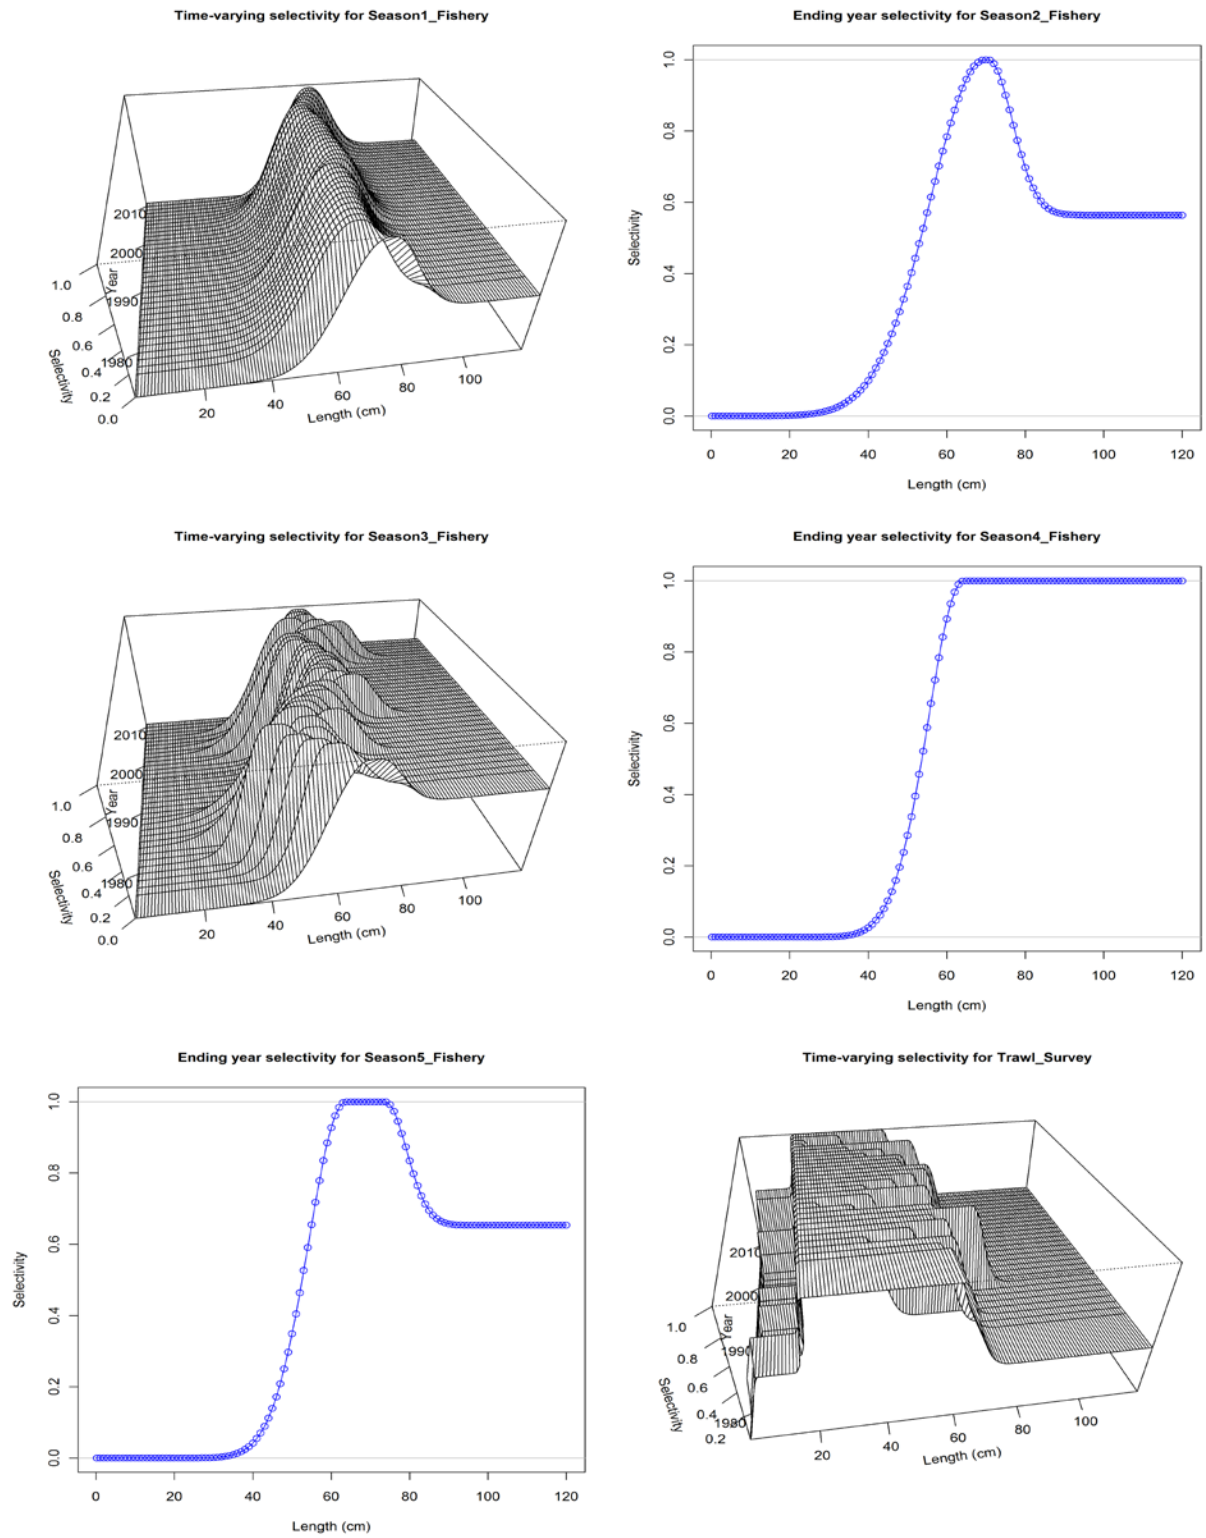 Time-varying selectivity for Season1_Fishery
2010
2000
1990
1980
Year
1.0
0.8
0.6
0.4
0.2
0.0
Selectivity
20
40
60
80
100
Length (cm)
Ending year selectivity for Season2_Fishery
1.0
0.8
0.6
0.4
0.2
0.0
Selectivity
0 20 40 60 80 100 120
Length (cm)
Time-varying selectivity for Season3_Fishery
2010
2000
1990
1980
Year
1.0
0.8
0.6
0.4
0.2
0.0
Selectivity
20
40
60
80
100
Length (cm)
Ending year selectivity for Season4_Fishery
1.0
0.8
0.6
0.4
0.2
0.0
Selectivity
0 20 40 60 80 100 120
Length (cm)
Ending year selectivity for Season5_Fishery
1.0
0.8
0.6
0.4
0.2
0.0
Selectivity
0 20 40 60 80 100 120
Length (cm)
Time-varying selectivity for Trawl_Survey
2010
2000
1990
1980
Year
1.0
0.8
0.6
0.4
0.2
Selectivity
20
40
60
80
100
Length (cm)